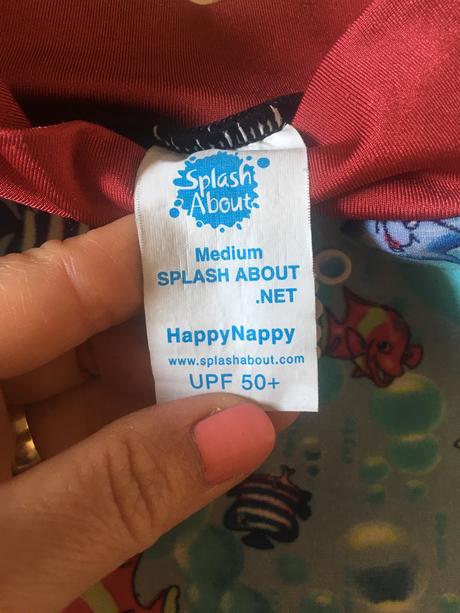 Splash
About
Medium
SPLASH ABOUT
.NET
HappyNappy
www.splashabout.com
UPF 50+